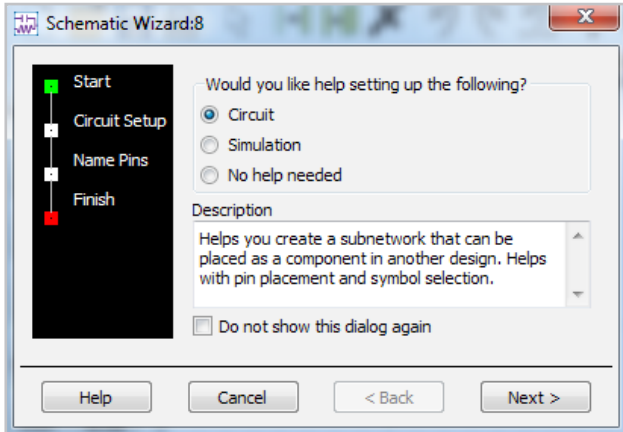 Schematic Wizard:8
Start
Circuit Setup
Name Pins
Finish
Would you like help setting up the following?
Circuit
Simulation
No help needed
Description
Helps you create a subnetwork that can be
placed as a component in another design. Helps
with pin placement and symbol selection.
Do not show this dialog again
Help
Cancel
< Back
Next >